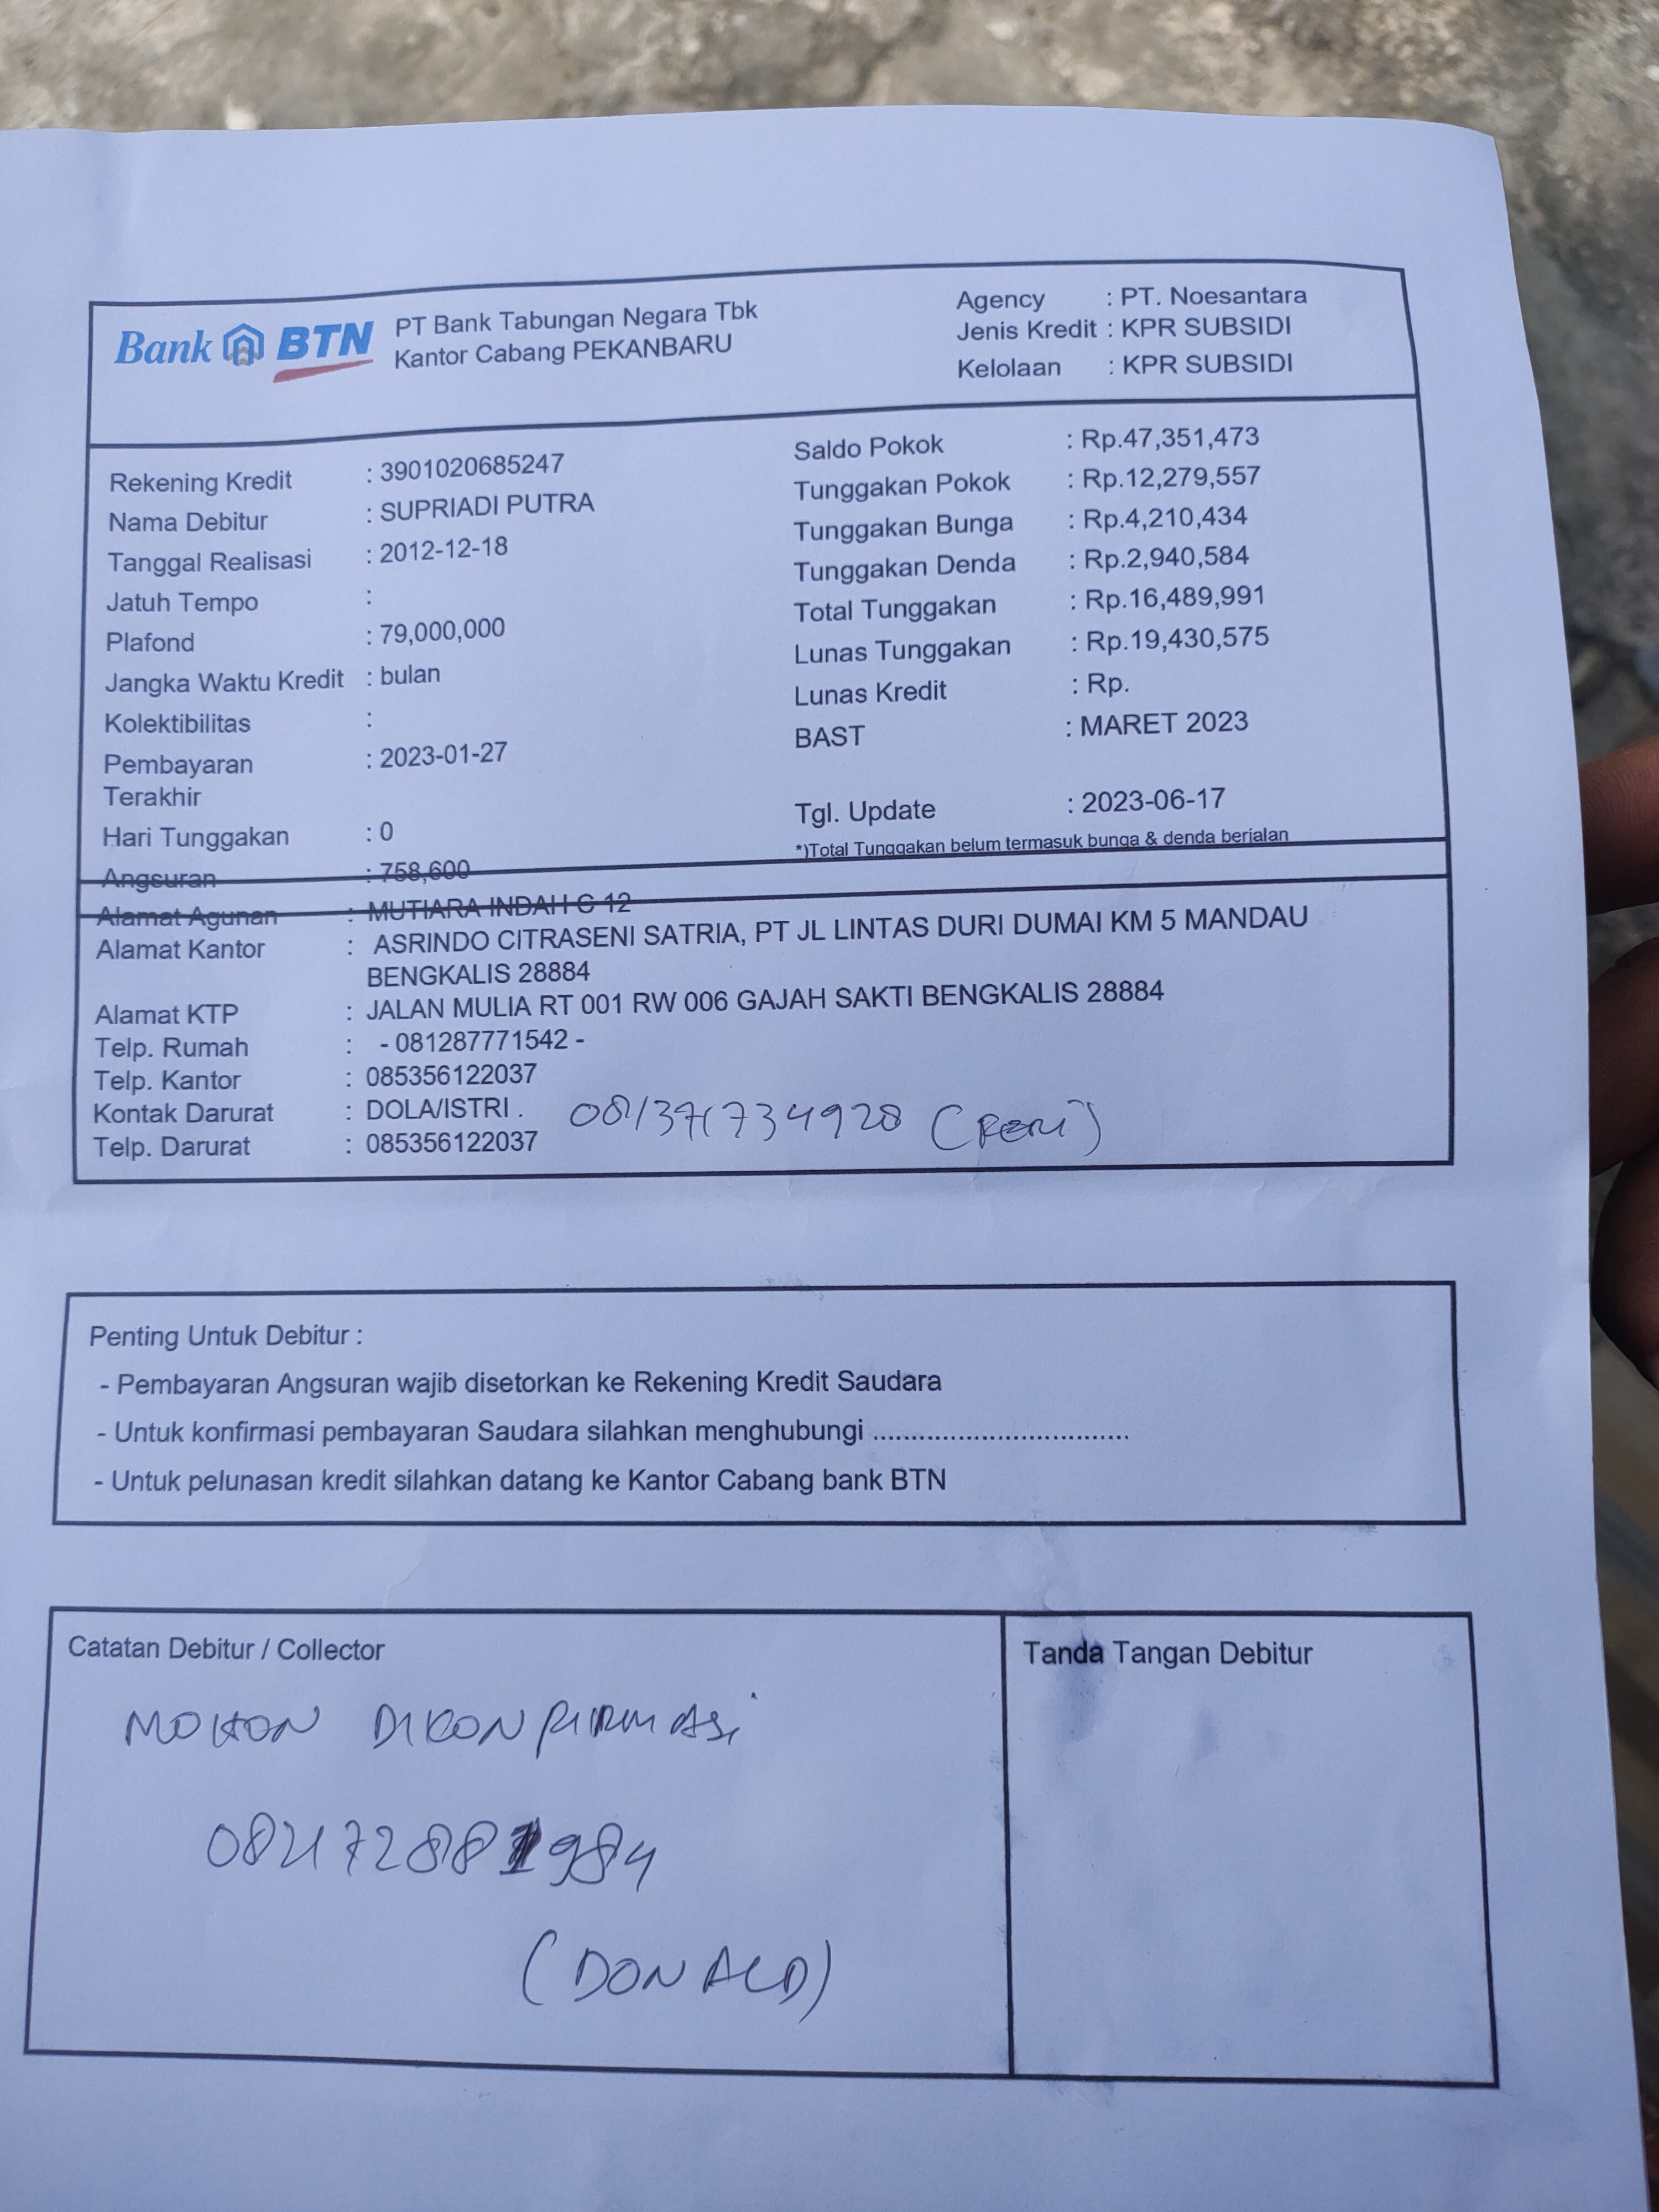 Bank BTN
PT Bank Tabungan Negara Tbk
Kantor Cabang PEKANBARU
Agency : PT. Noesantara
Jenis Kredit : KPR SUBSIDI
Kelolaan : KPR SUBSIDI
Rekening Kredit : 3901020685247
Nama Debitur : SUPRIADI PUTRA
Tanggal Realisasi : 2012-12-18
Jatuh Tempo :
Plafond : 79,000,000
Jangka Waktu Kredit : bulan
Kolektibilitas :
Pembayaran : 2023-01-27
Terakhir
Hari Tunggakan : 0
Angsuran : 758,600
Saldo Pokok : Rp.47,351,473
Tunggakan Pokok : Rp.12,279,557
Tunggakan Bunga : Rp.4,210,434
Tunggakan Denda : Rp.2,940,584
Total Tunggakan : Rp.16,489,991
Lunas Tunggakan : Rp.19,430,575
Lunas Kredit : Rp.
BAST : MARET 2023
Tgl. Update : 2023-06-17
*)Total Tunggakan belum termasuk bunga & denda berjalan
Alamat Agunan : MUTIARA INDAH C 12
Alamat Kantor : ASRINDO CITRASENI SATRIA, PT JL LINTAS DURI DUMAI KM 5 MANDAU
BENGKALIS 28884
Alamat KTP : JALAN MULIA RT 001 RW 006 GAJAH SAKTI BENGKALIS 28884
Telp. Rumah : - 081287771542 -
Telp. Kantor : 085356122037
Kontak Darurat : DOLA/ISTRI .
081371734928
Telp. Darurat : 085356122037
Penting Untuk Debitur :
- Pembayaran Angsuran wajib disetorkan ke Rekening Kredit Saudara
- Untuk konfirmasi pembayaran Saudara silahkan menghubungi .................................
- Untuk pelunasan kredit silahkan datang ke Kantor Cabang bank BTN
Catatan Debitur / Collector
MOHON DIKONFIRMASI
(DONALD)
Tanda Tangan Debitur